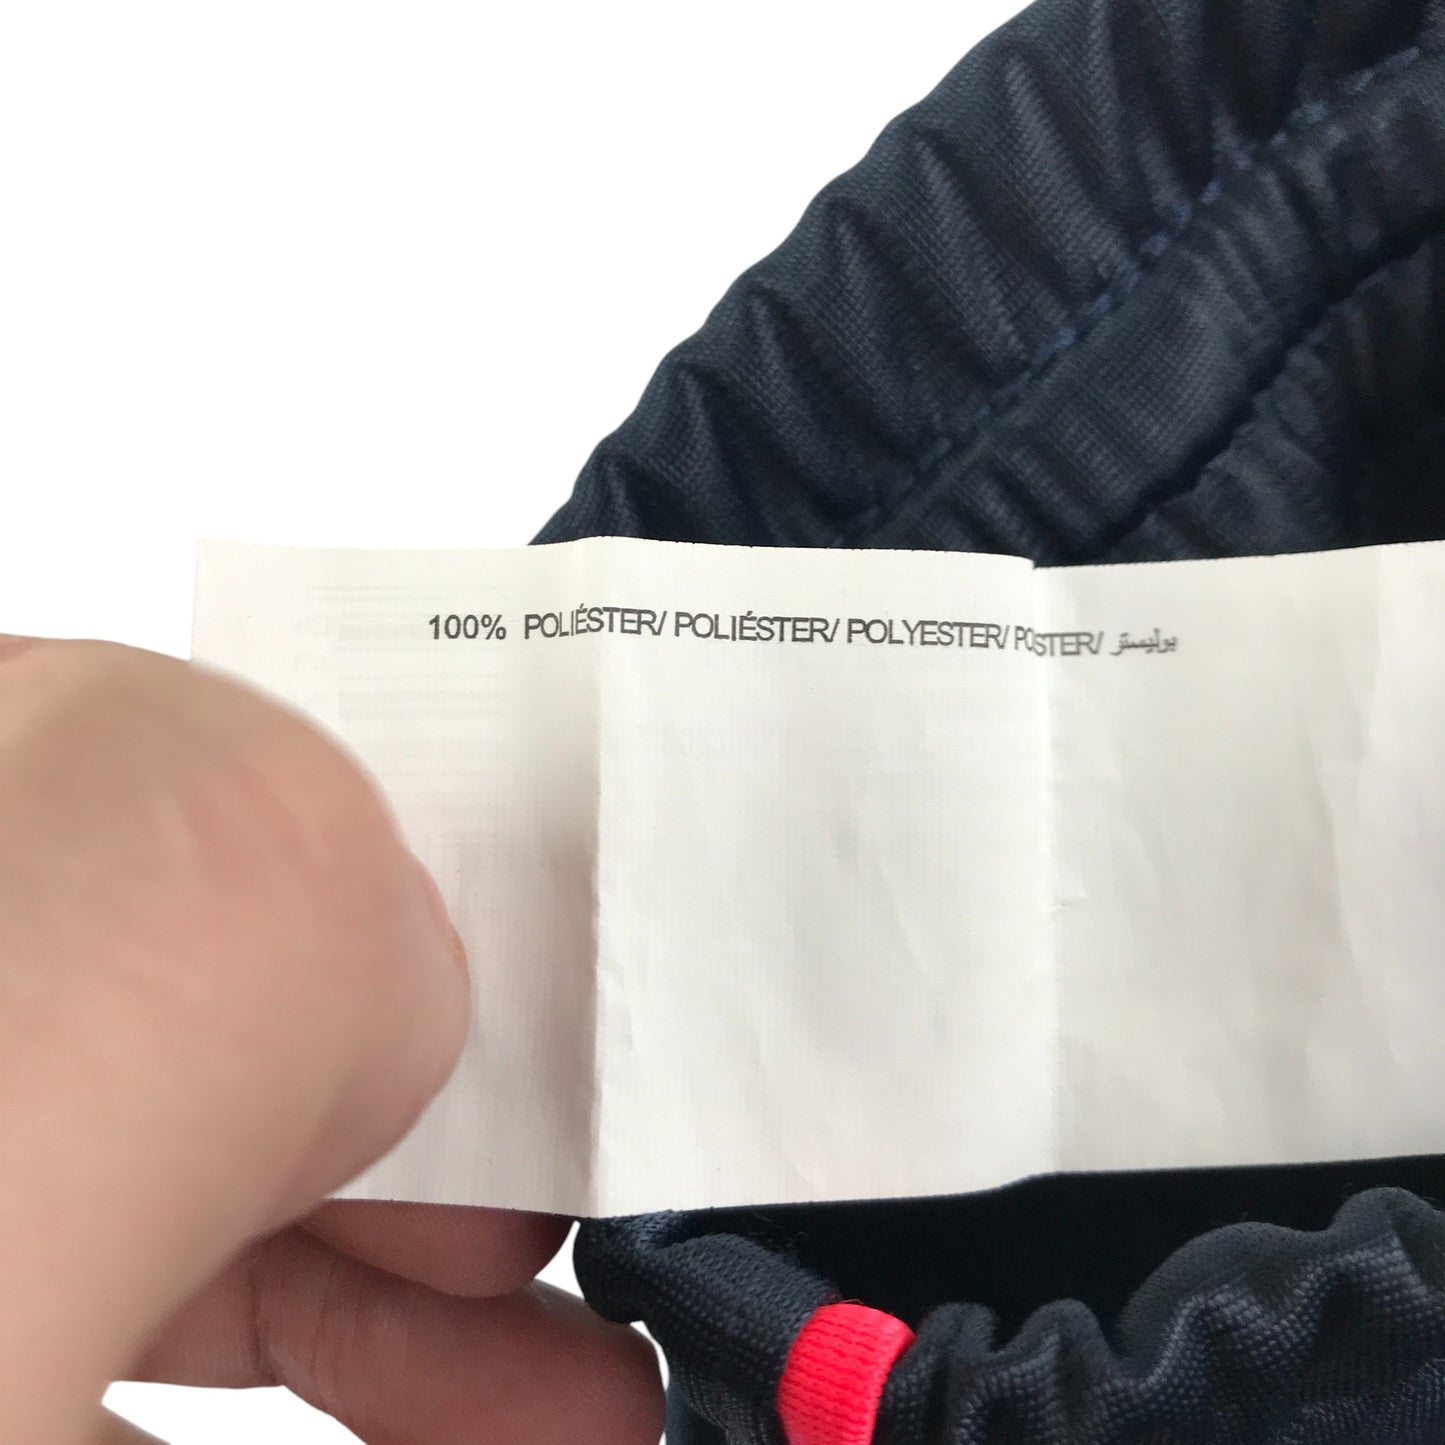 100% POLIÉSTER/ POLIÉSTER/ POLYESTER/ POSTER/ بوليستر